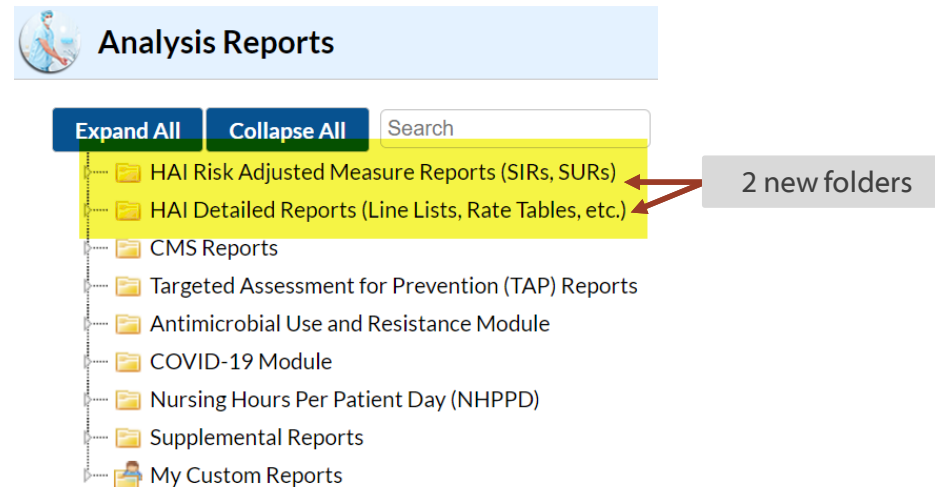 Analysis Reports
Expand All
Collapse All
Search
HAI Risk Adjusted Measure Reports (SIRs, SURs)
2 new folders
HAI Detailed Reports (Line Lists, Rate Tables, etc.)
CMS Reports
Targeted Assessment for Prevention (TAP) Reports
Antimicrobial Use and Resistance Module
COVID-19 Module
Nursing Hours Per Patient Day (NHPPD)
Supplemental Reports
My Custom Reports